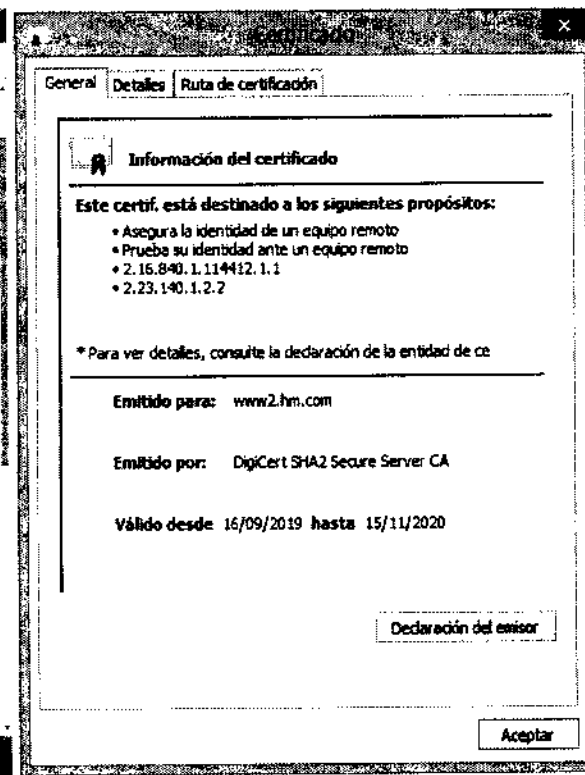 Certificado
General Detalles Ruta de certificación
Información del certificado
Este certif. está destinado a los siguientes propósitos:
• Asegura la identidad de un equipo remoto
• Prueba su identidad ante un equipo remoto
• 2.16.840.1.114412.1.1
• 2.23.140.1.2.2
* Para ver detalles, consulte la declaración de la entidad de ce
Emitido para: www2.hm.com
Emitido por: DigiCert SHA2 Secure Server CA
Válido desde 16/09/2019 hasta 15/11/2020
Declaración del emisor
Aceptar